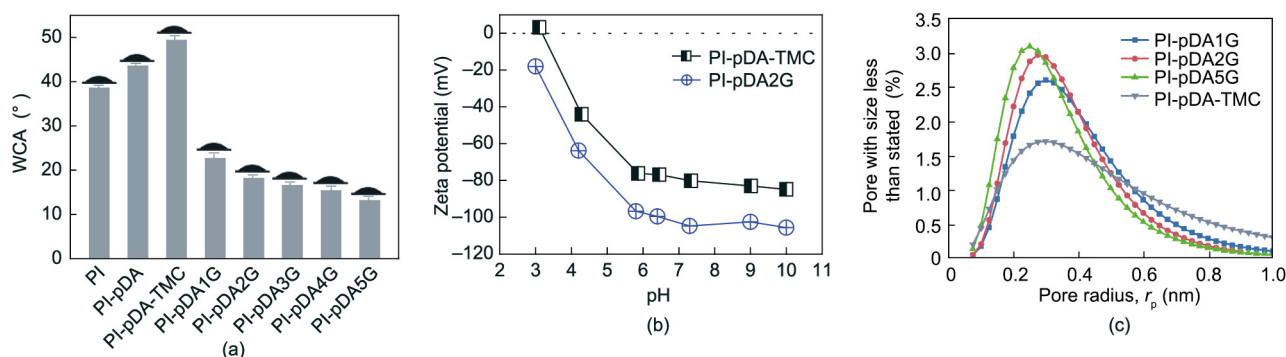 50
40
30
20
10
0
WCA (°)
PI
PI-pDA
PI-pDA-TMC
PI-pDA1G
PI-pDA2G
PI-pDA3G
PI-pDA4G
PI-pDA5G
(a)
0
−20
−40
−60
−80
−100
−120
Zeta potential (mV)
PI-pDA-TMC
PI-pDA2G
2 3 4 5 6 7 8 9 10 11
pH
(b)
3.5
3.0
2.5
2.0
1.5
1.0
0.5
0
Pore with size less
than stated (%)
PI-pDA1G
PI-pDA2G
PI-pDA5G
PI-pDA-TMC
0 0.2 0.4 0.6 0.8 1.0
Pore radius, rp (nm)
(c)